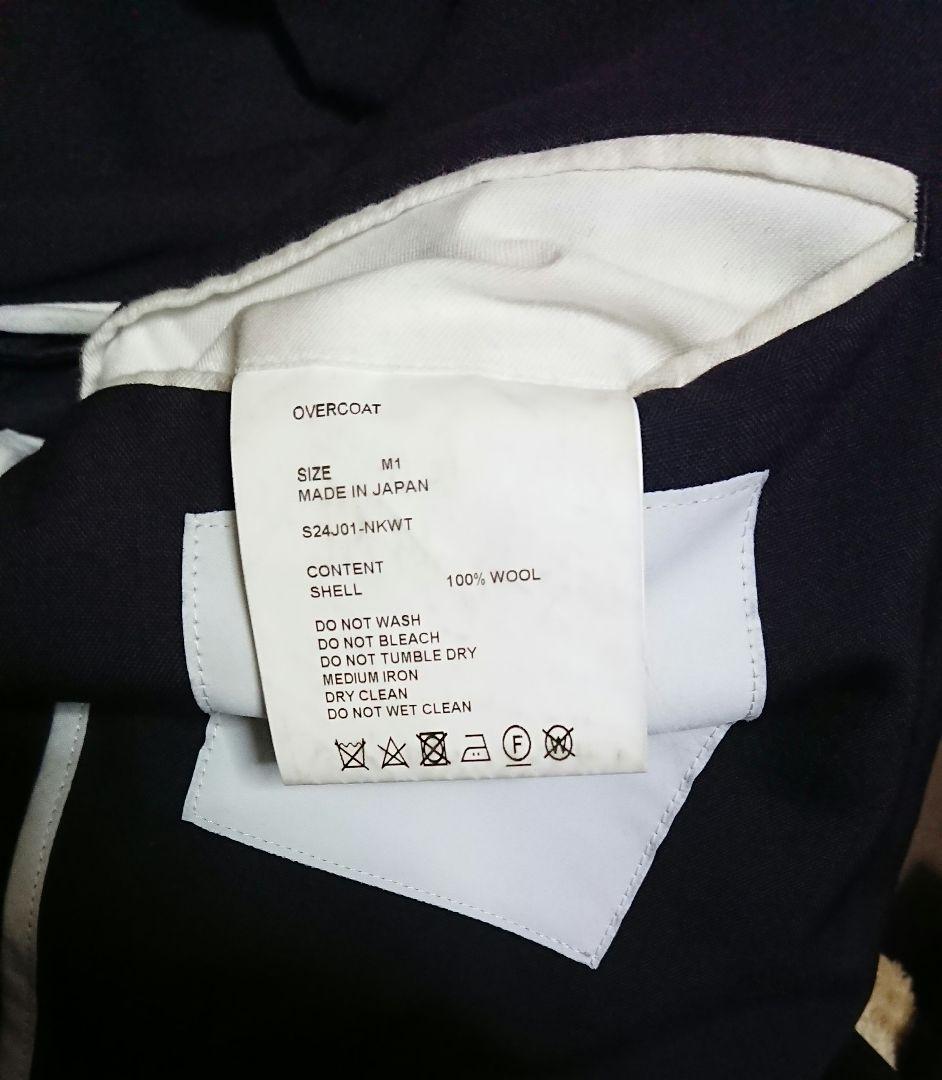 OVERCOAT
SIZE M1
MADE IN JAPAN
S24J01-NKWT
CONTENT
SHELL 100% WOOL
DO NOT WASH
DO NOT BLEACH
DO NOT TUMBLE DRY
MEDIUM IRON
DRY CLEAN
DO NOT WET CLEAN
F W